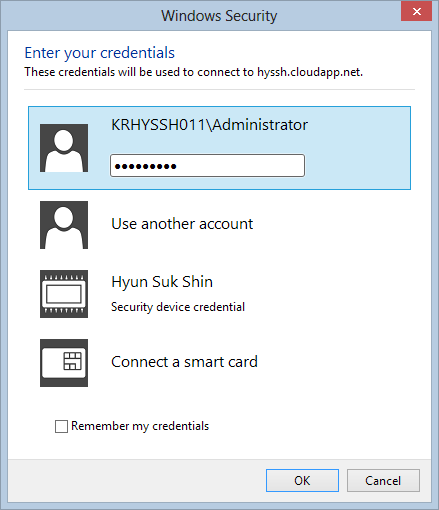 Windows Security
Enter your credentials
These credentials will be used to connect to hyssh.cloudapp.net.
KRHYSSH011\Administrator
•••••••••
Use another account
Hyun Suk Shin
Security device credential
Connect a smart card
Remember my credentials
OK
Cancel